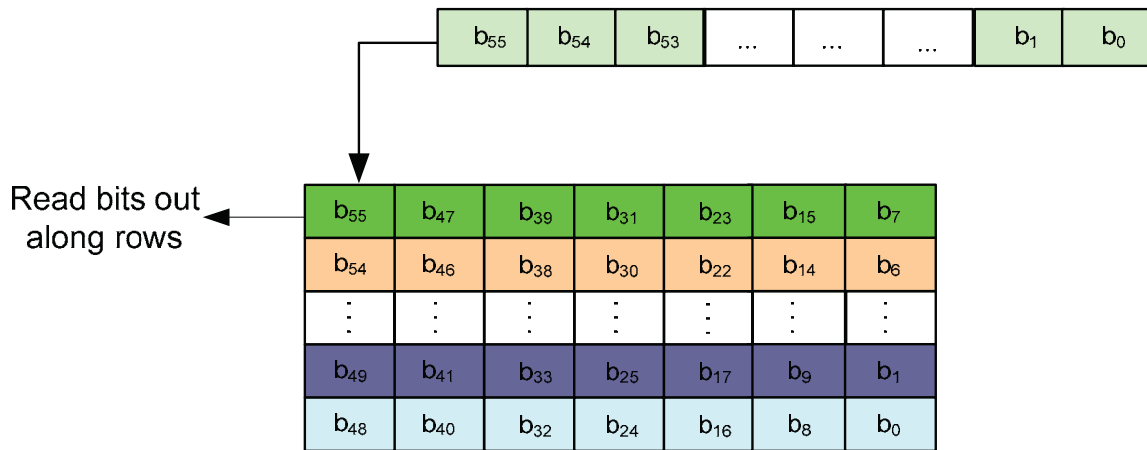 b55 b54 b53 ... ... ... b1 b0
Read bits out
along rows
b55 b47 b39 b31 b23 b15 b7
b54 b46 b38 b30 b22 b14 b6
⋮ ⋮ ⋮ ⋮ ⋮ ⋮ ⋮
b49 b41 b33 b25 b17 b9 b1
b48 b40 b32 b24 b16 b8 b0